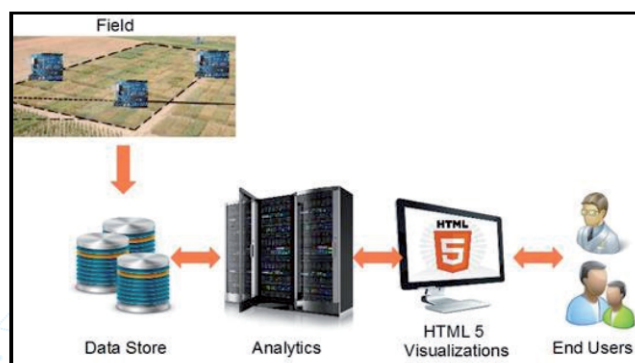 Field
HTML
5
Data Store
Analytics
HTML 5
Visualizations
End Users